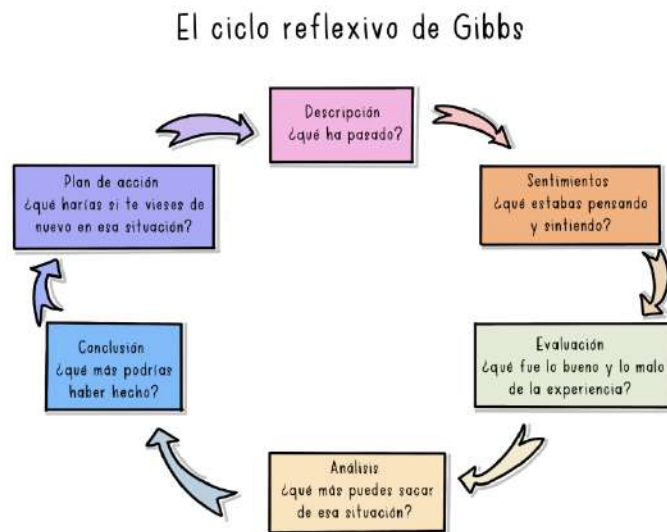 El ciclo reflexivo de Gibbs
Descripción
¿qué ha pasado?
Sentimientos
¿qué estabas pensando
y sintiendo?
Evaluación
¿qué fue lo bueno y lo malo
de la experiencia?
Análisis
¿qué más puedes sacar
de esa situación?
Conclusión
¿qué más podrías
haber hecho?
Plan de acción
¿qué harías si te vieses de
nuevo en esa situación?